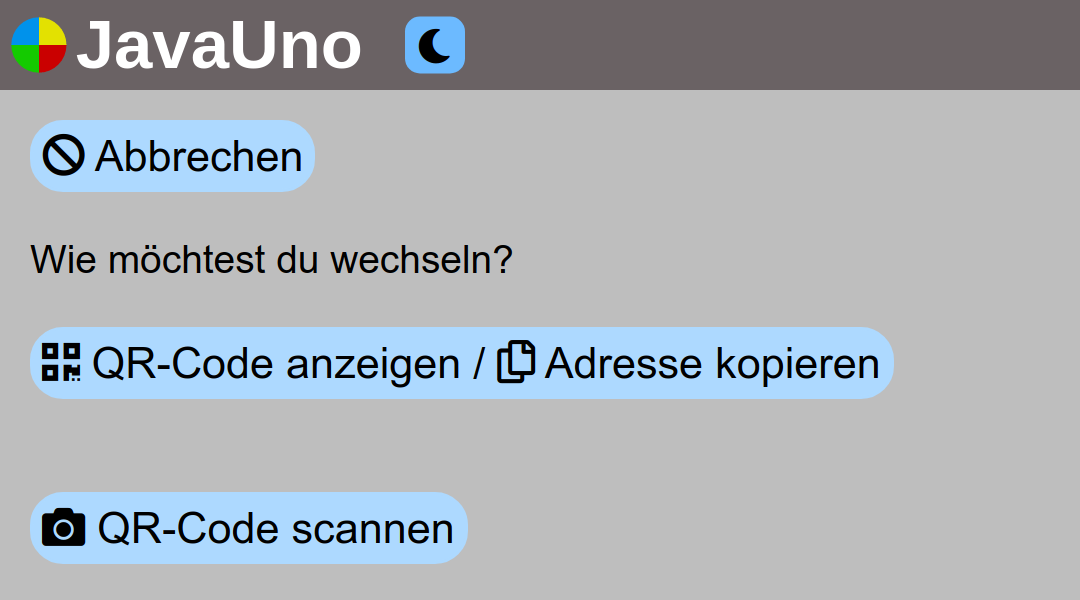 JavaUno
Abbrechen
Wie möchtest du wechseln?
QR-Code anzeigen / Adresse kopieren
QR-Code scannen